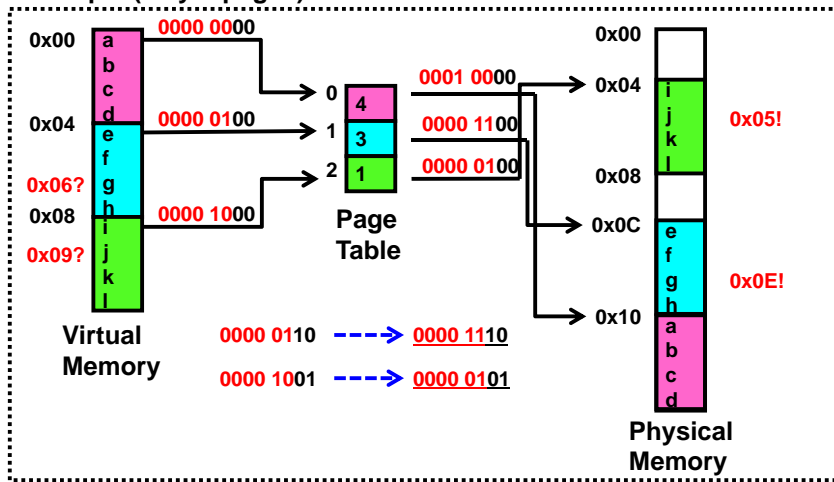 0x00
a
b
c
d
0x04
e
f
g
h
0x06?
0x08
i
j
k
l
0x09?
Virtual
Memory
0000 0000
0000 0100
0000 1000
0
4
1
3
2
1
Page
Table
0001 0000
0000 1100
0000 0100
0000 0110
0000 1110
0000 1001
0000 0101
0x00
0x04
i
j
k
l
0x05!
0x08
0x0C
e
f
g
h
0x0E!
0x10
a
b
c
d
Physical
Memory